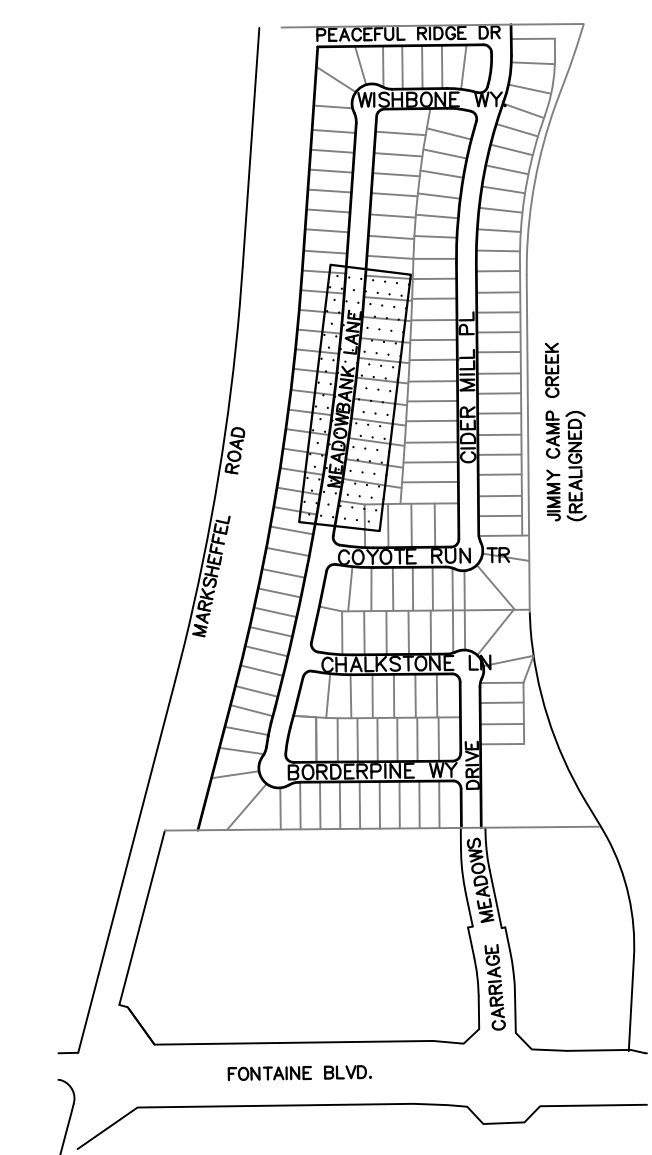 PEACEFUL RIDGE DR
WISHBONE WY.
MEADOWBANK LANE
CIDER MILL PL
JIMMY CAMP CREEK
(REALIGNED)
MARKSHEFFEL ROAD
COYOTE RUN TR
CHALKSTONE LN
BORDERPINE WY
CARRIAGE MEADOWS DRIVE
FONTAINE BLVD.